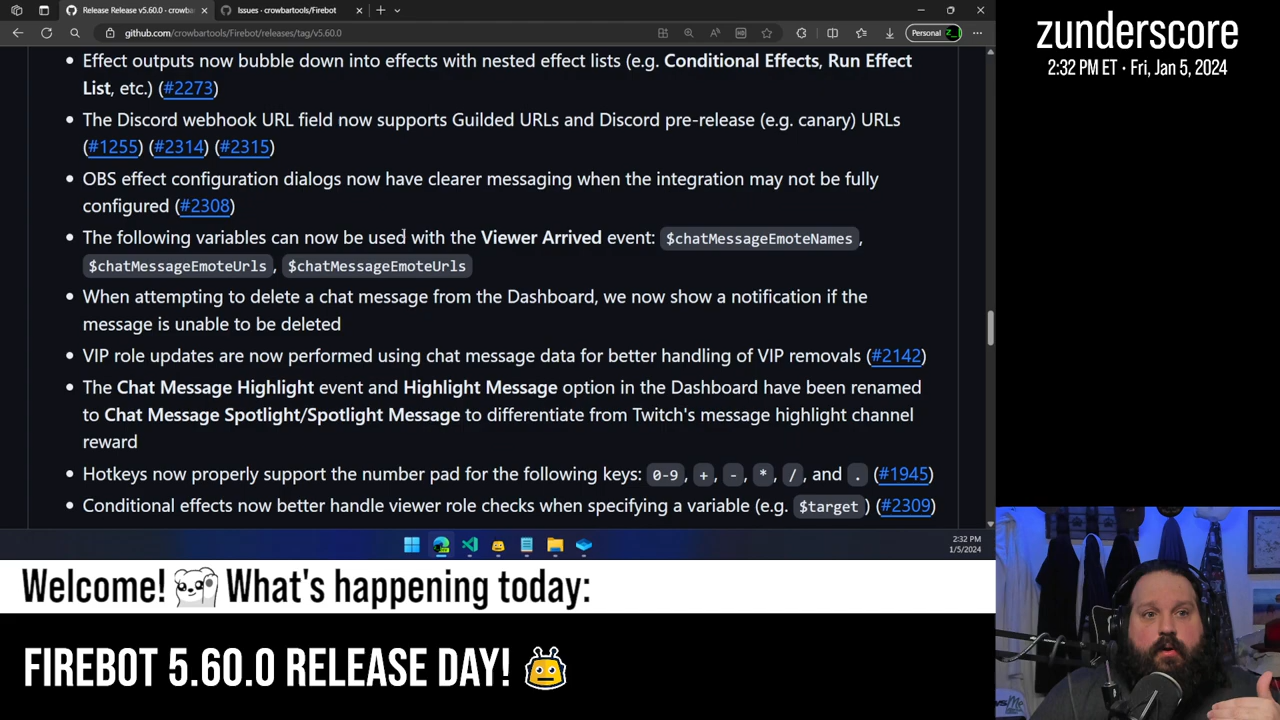 Release Release v5.60.0 · crowb
Issues · crowbartools/Firebot
github.com/crowbartools/Firebot/releases/tag/v5.60.0
Personal
zunderscore
2:32 PM ET · Fri, Jan 5, 2024
Effect outputs now bubble down into effects with nested effect lists (e.g. Conditional Effects, Run Effect
List, etc.) (#2273)
The Discord webhook URL field now supports Guilded URLs and Discord pre-release (e.g. canary) URLs
(#1255) (#2314) (#2315)
OBS effect configuration dialogs now have clearer messaging when the integration may not be fully
configured (#2308)
The following variables can now be used with the Viewer Arrived event: $chatMessageEmoteNames,
$chatMessageEmoteUrls, $chatMessageEmoteUrls
When attempting to delete a chat message from the Dashboard, we now show a notification if the
message is unable to be deleted
VIP role updates are now performed using chat message data for better handling of VIP removals (#2142)
The Chat Message Highlight event and Highlight Message option in the Dashboard have been renamed
to Chat Message Spotlight/Spotlight Message to differentiate from Twitch's message highlight channel
reward
Hotkeys now properly support the number pad for the following keys: 0-9, +, -, *, /, and . (#1945)
Conditional effects now better handle viewer role checks when specifying a variable (e.g. $target) (#2309)
2:32 PM
1/5/2024
Welcome! What's happening today:
FIREBOT 5.60.0 RELEASE DAY!